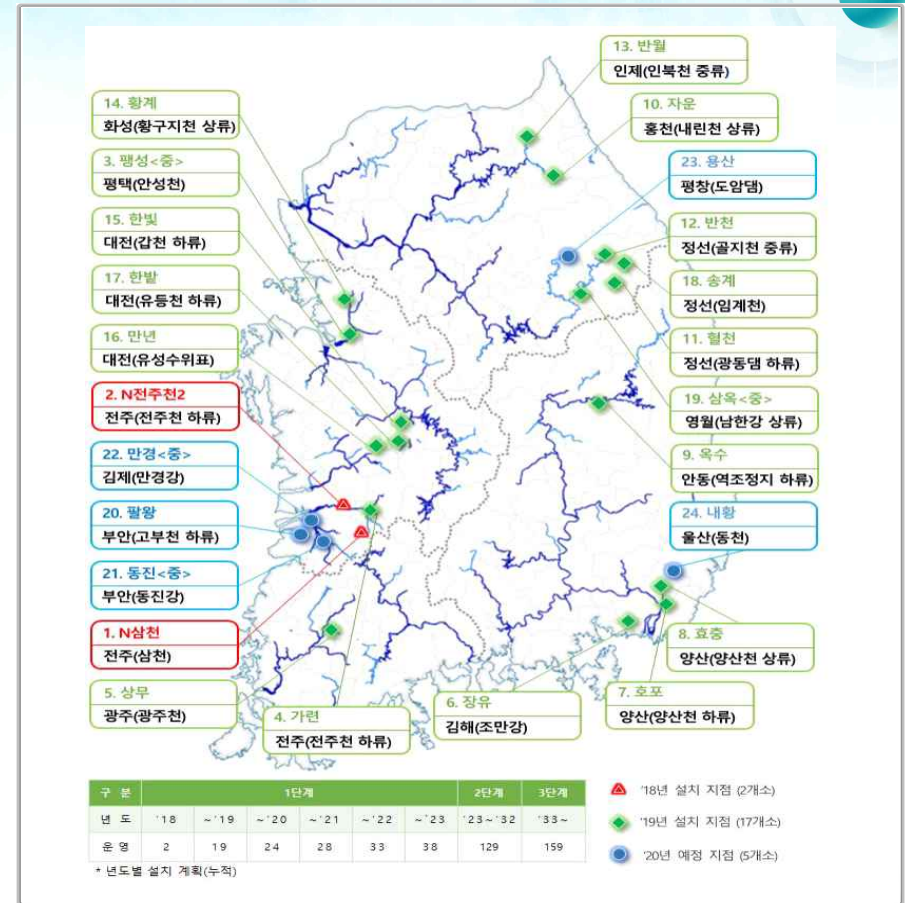 13. 반월
인제(인북천 중류)
14. 황계
화성(황구지천 상류)
10. 자운
홍천(내린천 상류)
3. 팽성<중>
평택(안성천)
23. 용산
평창(도암댐)
15. 한빛
대전(갑천 하류)
12. 반천
정선(골지천 중류)
17. 한밭
대전(유등천 하류)
18. 송계
정선(임계천)
16. 만년
대전(유성수위표)
11. 혈천
정선(광동댐 하류)
2. N전주천2
전주(전주천 하류)
19. 삼옥<중>
영월(남한강 상류)
22. 만경<중>
김제(만경강)
9. 옥수
안동(역조정지 하류)
20. 팔왕
부안(고부천 하류)
24. 내황
울산(동천)
21. 동진<중>
부안(동진강)
1. N삼천
전주(삼천)
8. 효충
양산(양산천 상류)
5. 상무
광주(광주천)
4. 가련
전주(전주천 하류)
6. 장유
김해(조만강)
7. 호포
양산(양산천 하류)
구 분 1단계 2단계 3단계
년 도 '18 ~'19 ~'20 ~'21 ~'22 ~'23 '23~'32 '33~
운 영 2 19 24 28 33 38 129 159
* 년도별 설치 계획(누적)
'18년 설치 지점 (2개소)
'19년 설치 지점 (17개소)
'20년 예정 지점 (5개소)